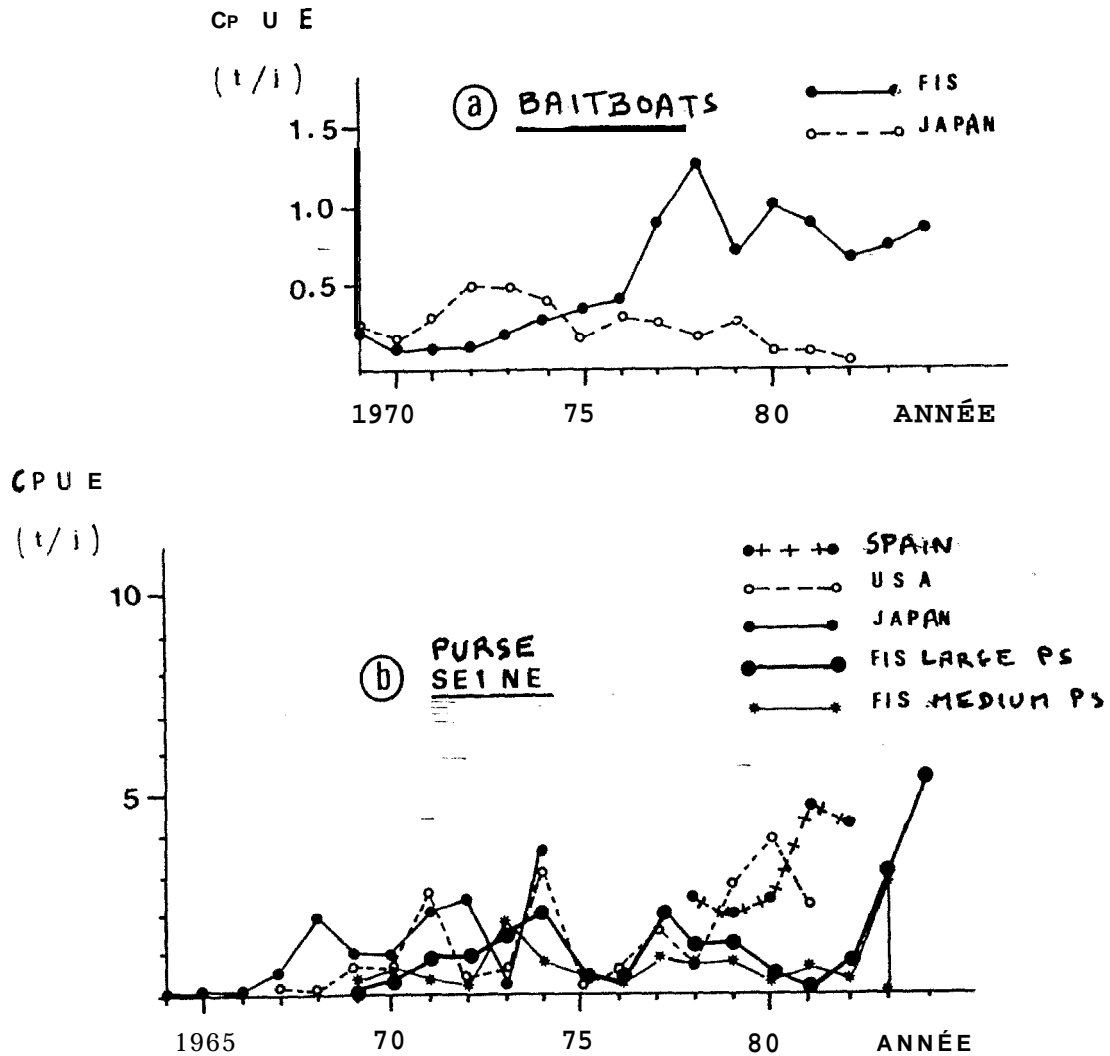 CP U E
(t/j)
ⓐ BAITBOATS
FIS
JAPAN
1.5
1.0
0.5
1970 75 80 ANNÉE
CPUE
(t/j)
SPAIN
USA
JAPAN
FIS LARGE PS
FIS MEDIUM PS
10
ⓑ PURSE
SEINE
5
1965 70 75 80 ANNÉE